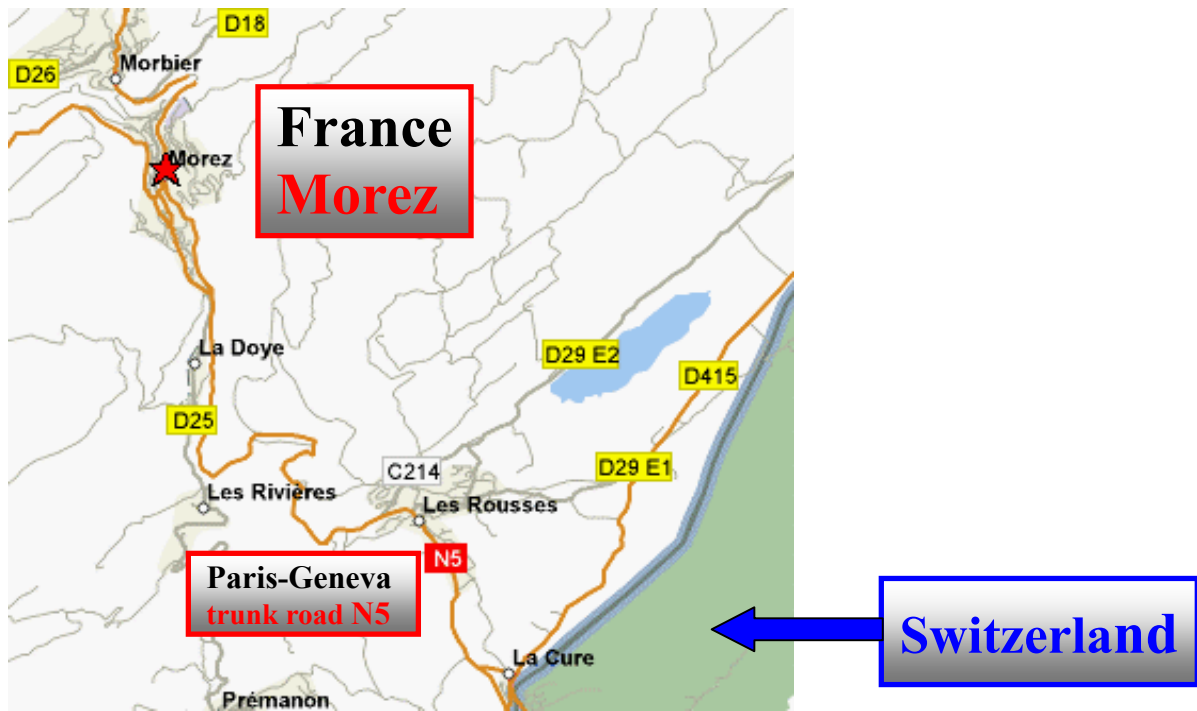 D18
Morbier
D26
France
Morez
Morez
La Doye
D29 E2
D415
D25
C214
D29 E1
Les Rivières
Les Rousses
N5
Paris-Geneva
trunk road N5
Switzerland
La Cure
Prémanon